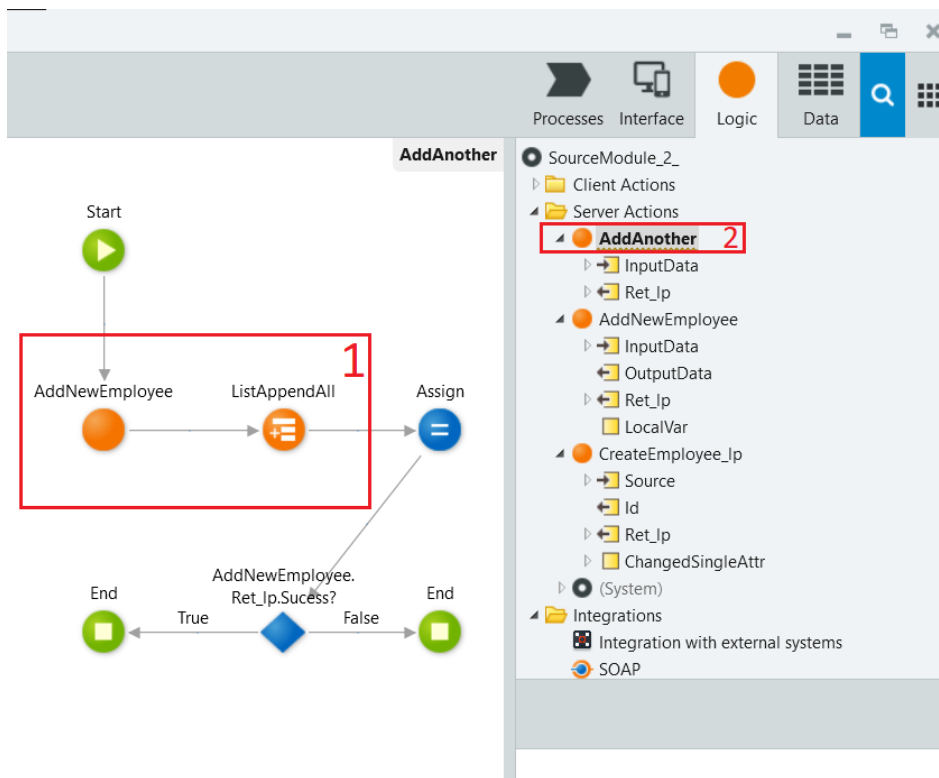 Processes
Interface
Logic
Data
AddAnother
Start
1
AddNewEmployee
ListAppendAll
Assign
AddNewEmployee.
Ret_Ip.Sucess?
End
True
False
End
SourceModule_2_
Client Actions
Server Actions
AddAnother
2
InputData
Ret_Ip
AddNewEmployee
InputData
OutputData
Ret_Ip
LocalVar
CreateEmployee_Ip
Source
Id
Ret_Ip
ChangedSingleAttr
(System)
Integrations
Integration with external systems
SOAP